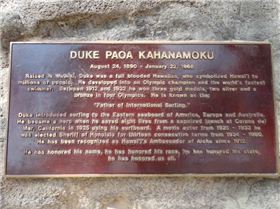 DUKE PAOA KAHANAMOKU
August 24, 1890 - January 22, 1968
Raised in Waikiki, Duke was a full blooded Hawaiian, who symbolized Hawai'i to
millions of people. He developed into an Olympic champion and the world's fastest
swimmer. Between 1912 and 1932 he won three gold medals, two silver and a
bronze in four Olympics. He is known as the:
"Father of International Surfing."
Duke introduced surfing to the Eastern seaboard of America, Europe and Australia.
He became a hero when he saved eight lives from a capsized launch at Corona del
Mar, California in 1925 using his surfboard. A movie actor from 1925 - 1933 he
was elected Sheriff of Honolulu for thirteen consecutive terms from 1934 - 1960.
He has been recognized as Hawaii's Ambassador of Aloha since 1912.
He has honored his name, he has honored his race, he has honored his state,
he has honored us all.